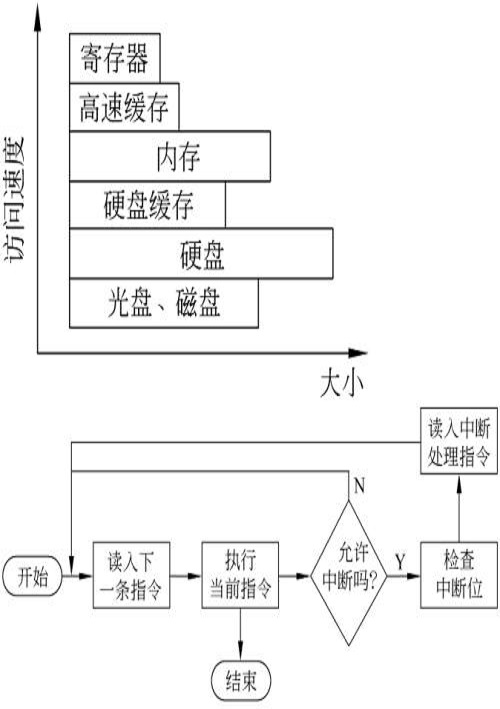 寄存器
高速缓存
内存
硬盘缓存
硬盘
光盘、磁盘
访问速度
大小
读入中断
处理指令
N
开始
读入下
一条指令
执行
当前指令
允许
中断吗?
Y
检查
中断位
结束